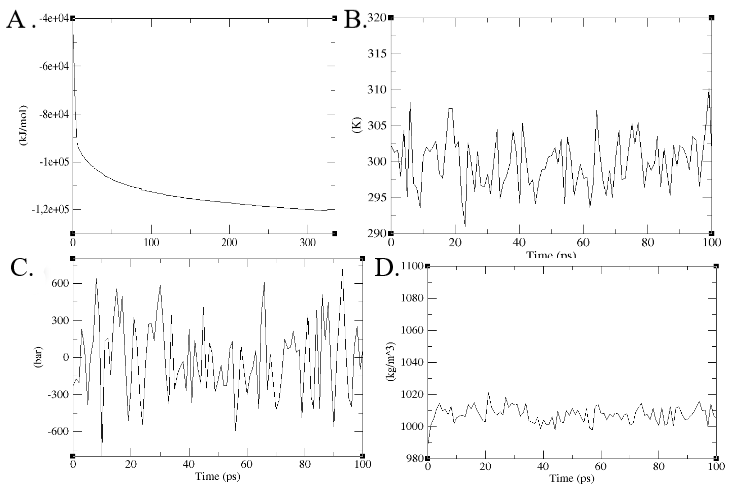 A .
-4e+04
-6e+04
-8e+04
-1e+05
-1,2e+05
(kJ/mol)
0
100
200
300
B.
320
315
310
305
300
295
290
(K)
0
20
40
60
80
100
Time (ps)
C.
600
300
0
-300
-600
(bar)
0
20
40
60
80
100
Time (ps)
D.
1100
1080
1060
1040
1020
1000
980
(kg/m^3)
0
20
40
60
80
100
Time (ps)